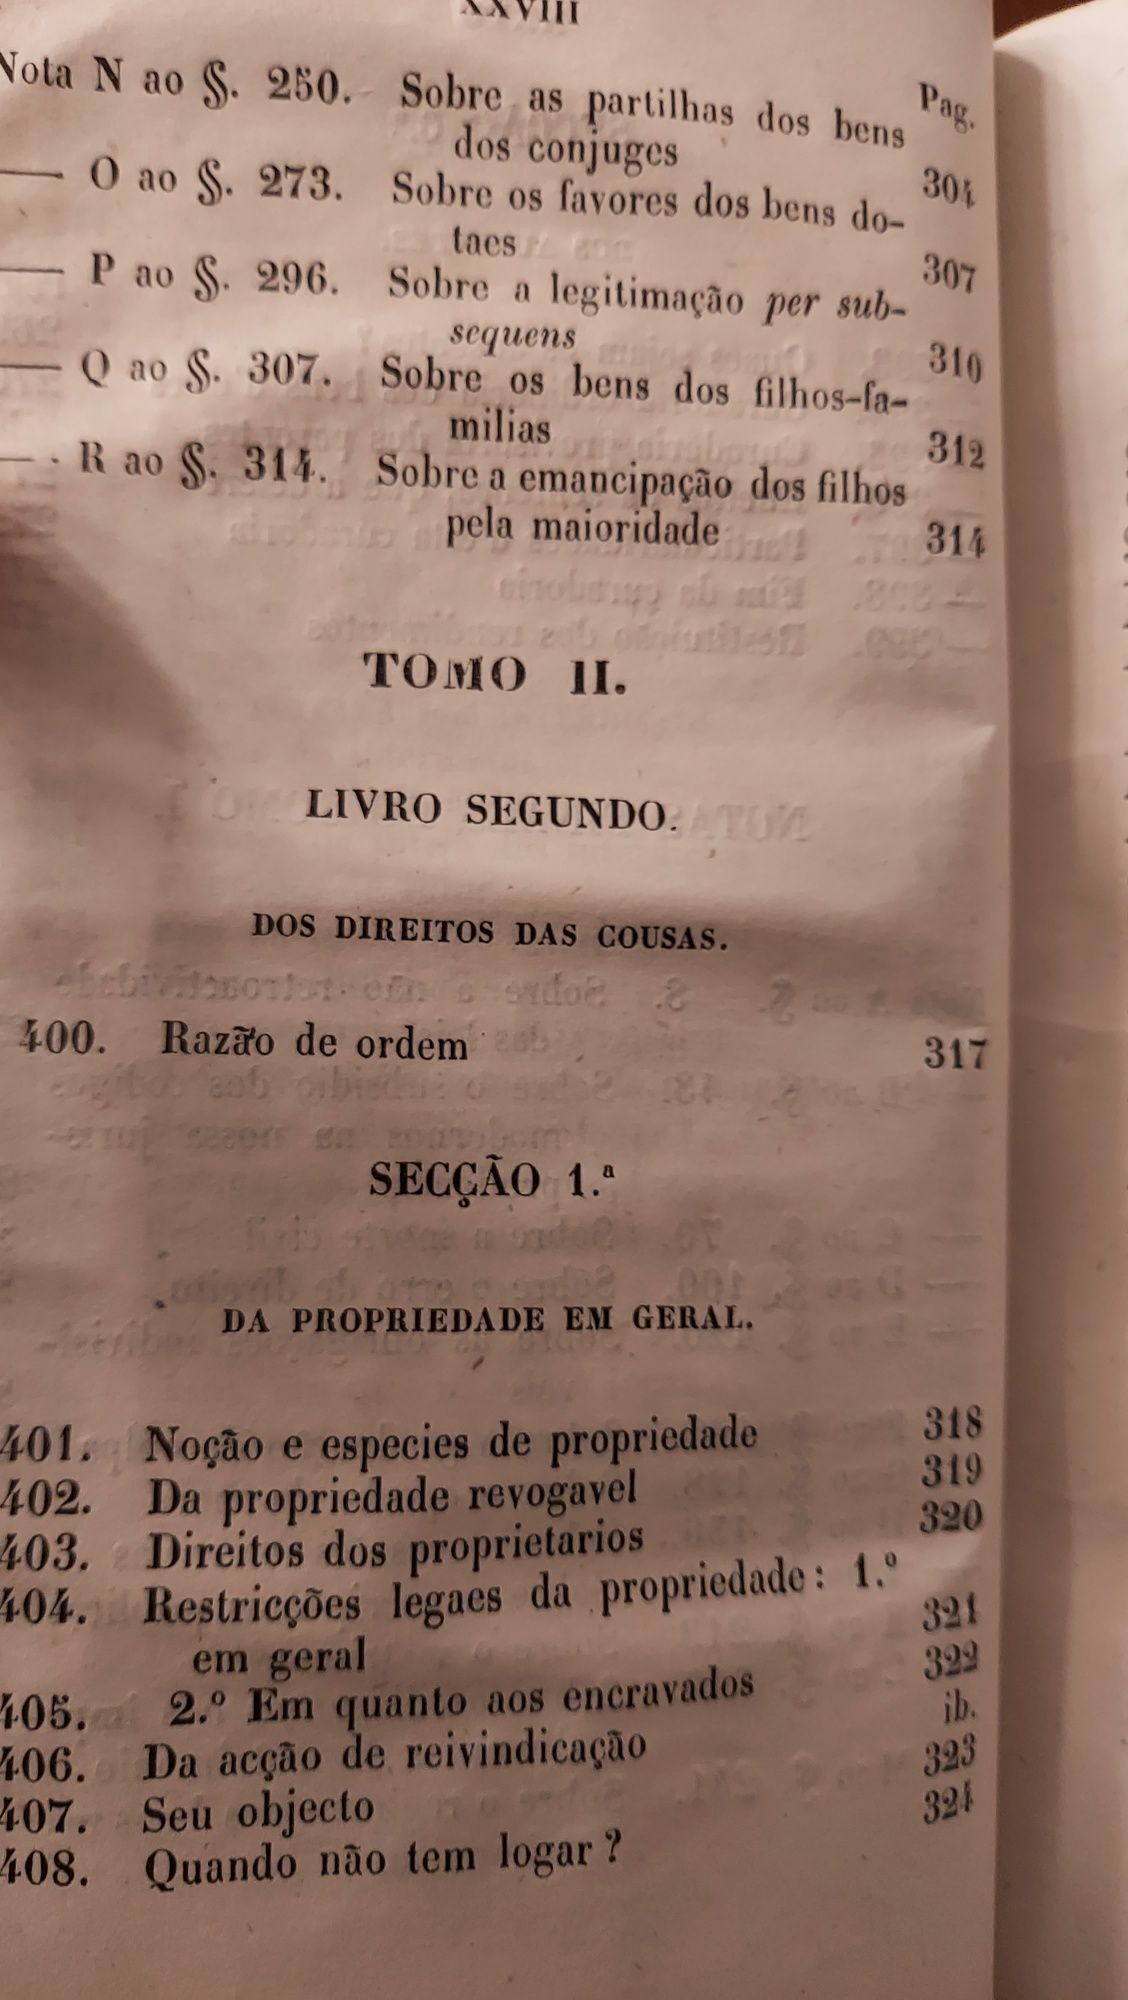 XXVIII
Pag.
Nota N ao §. 250. Sobre as partilhas dos bens
dos conjuges 304
— O ao §. 273. Sobre os favores dos bens do-
taes 307
— P ao §. 296. Sobre a legitimação per sub-
sequens 310
— Q ao §. 307. Sobre os bens dos filhos-fa-
milias 312
— R ao §. 314. Sobre a emancipação dos filhos
pela maioridade 314
TOMO II.
LIVRO SEGUNDO.
DOS DIREITOS DAS COUSAS.
400. Razão de ordem 317
SECÇÃO 1.ª
DA PROPRIEDADE EM GERAL.
401. Noção e especies de propriedade 318
402. Da propriedade revogavel 319
403. Direitos dos proprietarios 320
404. Restricções legaes da propriedade: 1.º
em geral 321
405. 2.º Em quanto aos encravados 322
406. Da acção de reivindicação ib.
407. Seu objecto 323
408. Quando não tem logar? 324